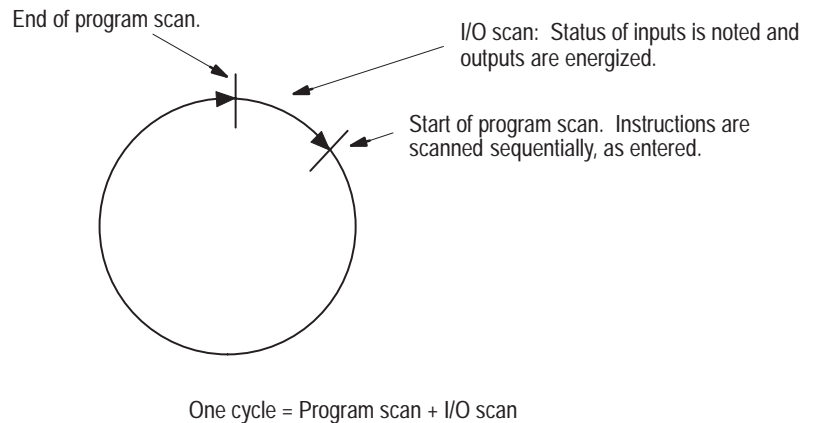 End of program scan.
I/O scan:  Status of inputs is noted and
outputs are energized.
Start of program scan.  Instructions are
scanned sequentially, as entered.
One cycle = Program scan + I/O scan